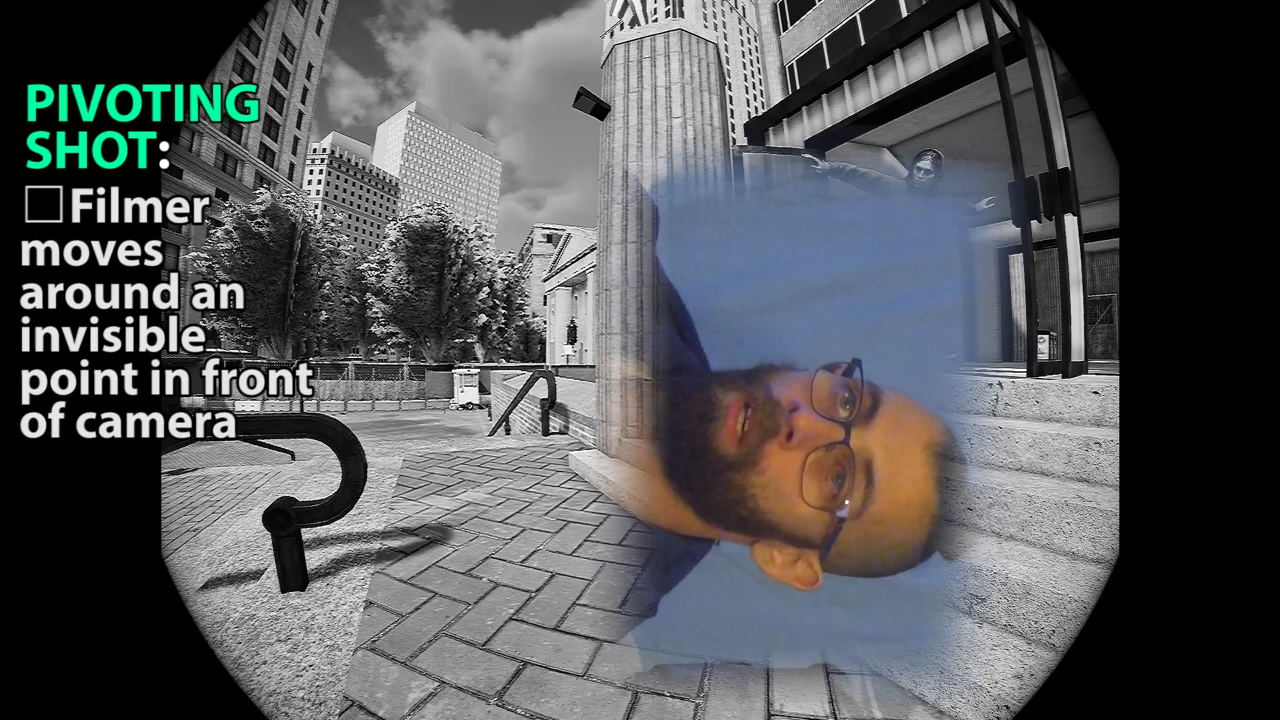 PIVOTING
SHOT:
☐Filmer
moves
around an
invisible
point in front
of camera